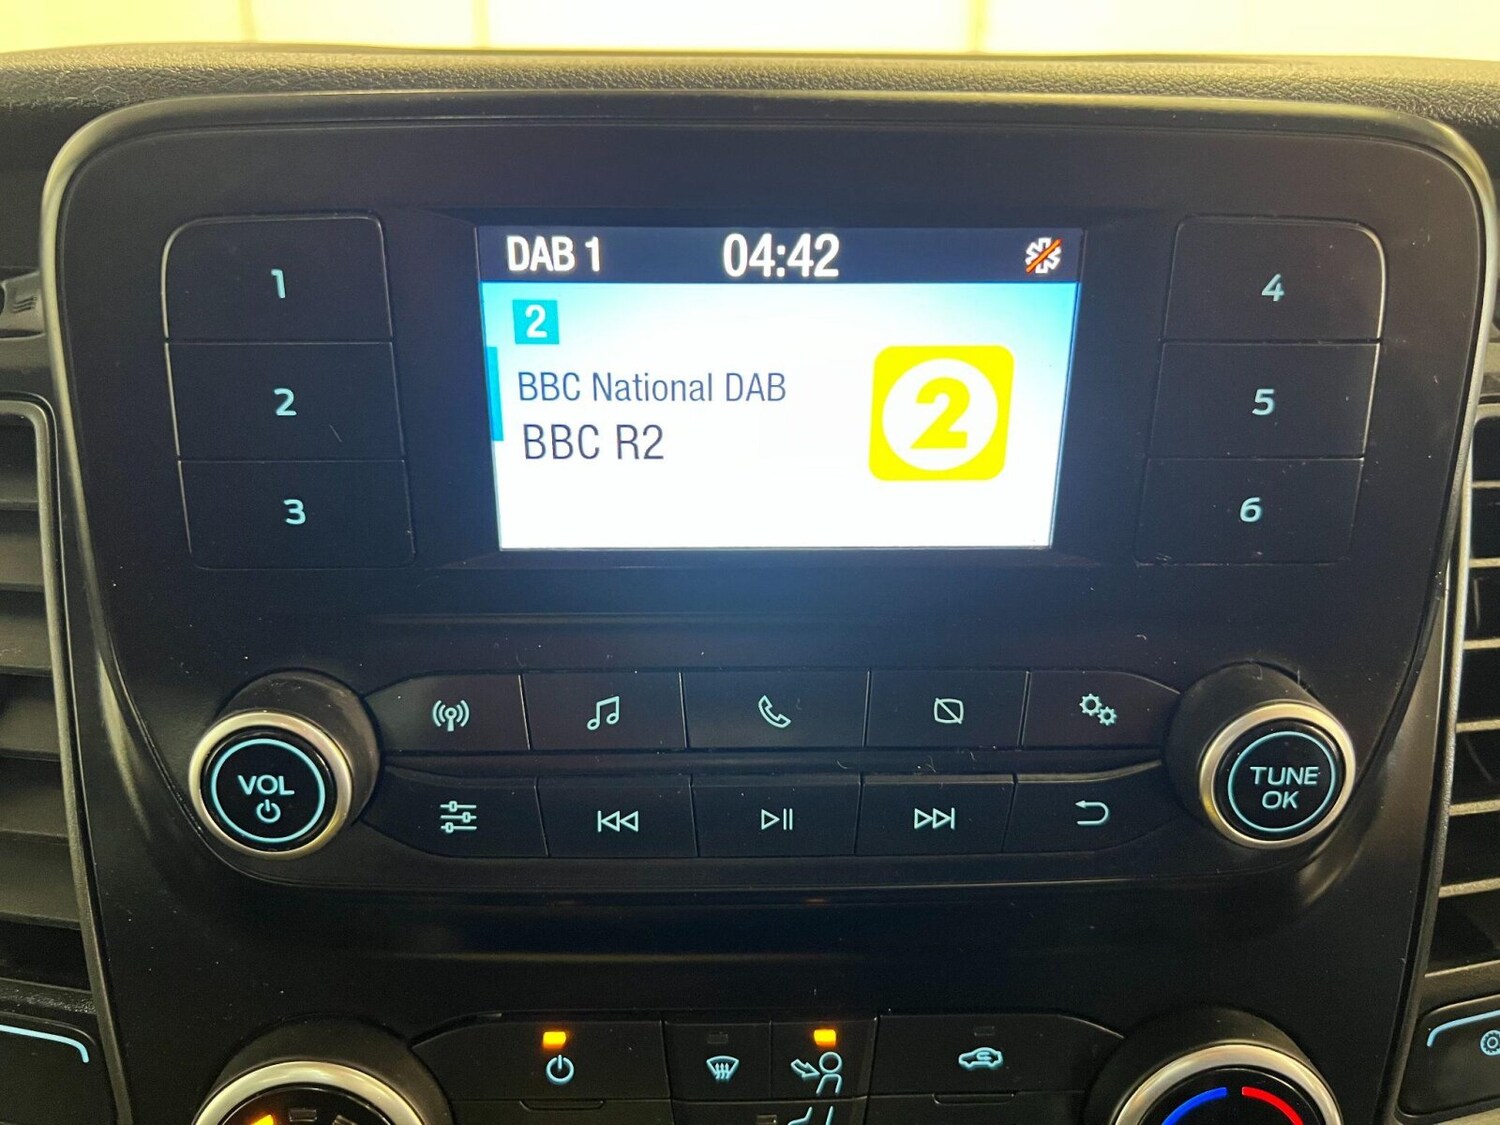 DAB 1 04:42
2
BBC National DAB
BBC R2
2
1
2
3
4
5
6
VOL
TUNE
OK